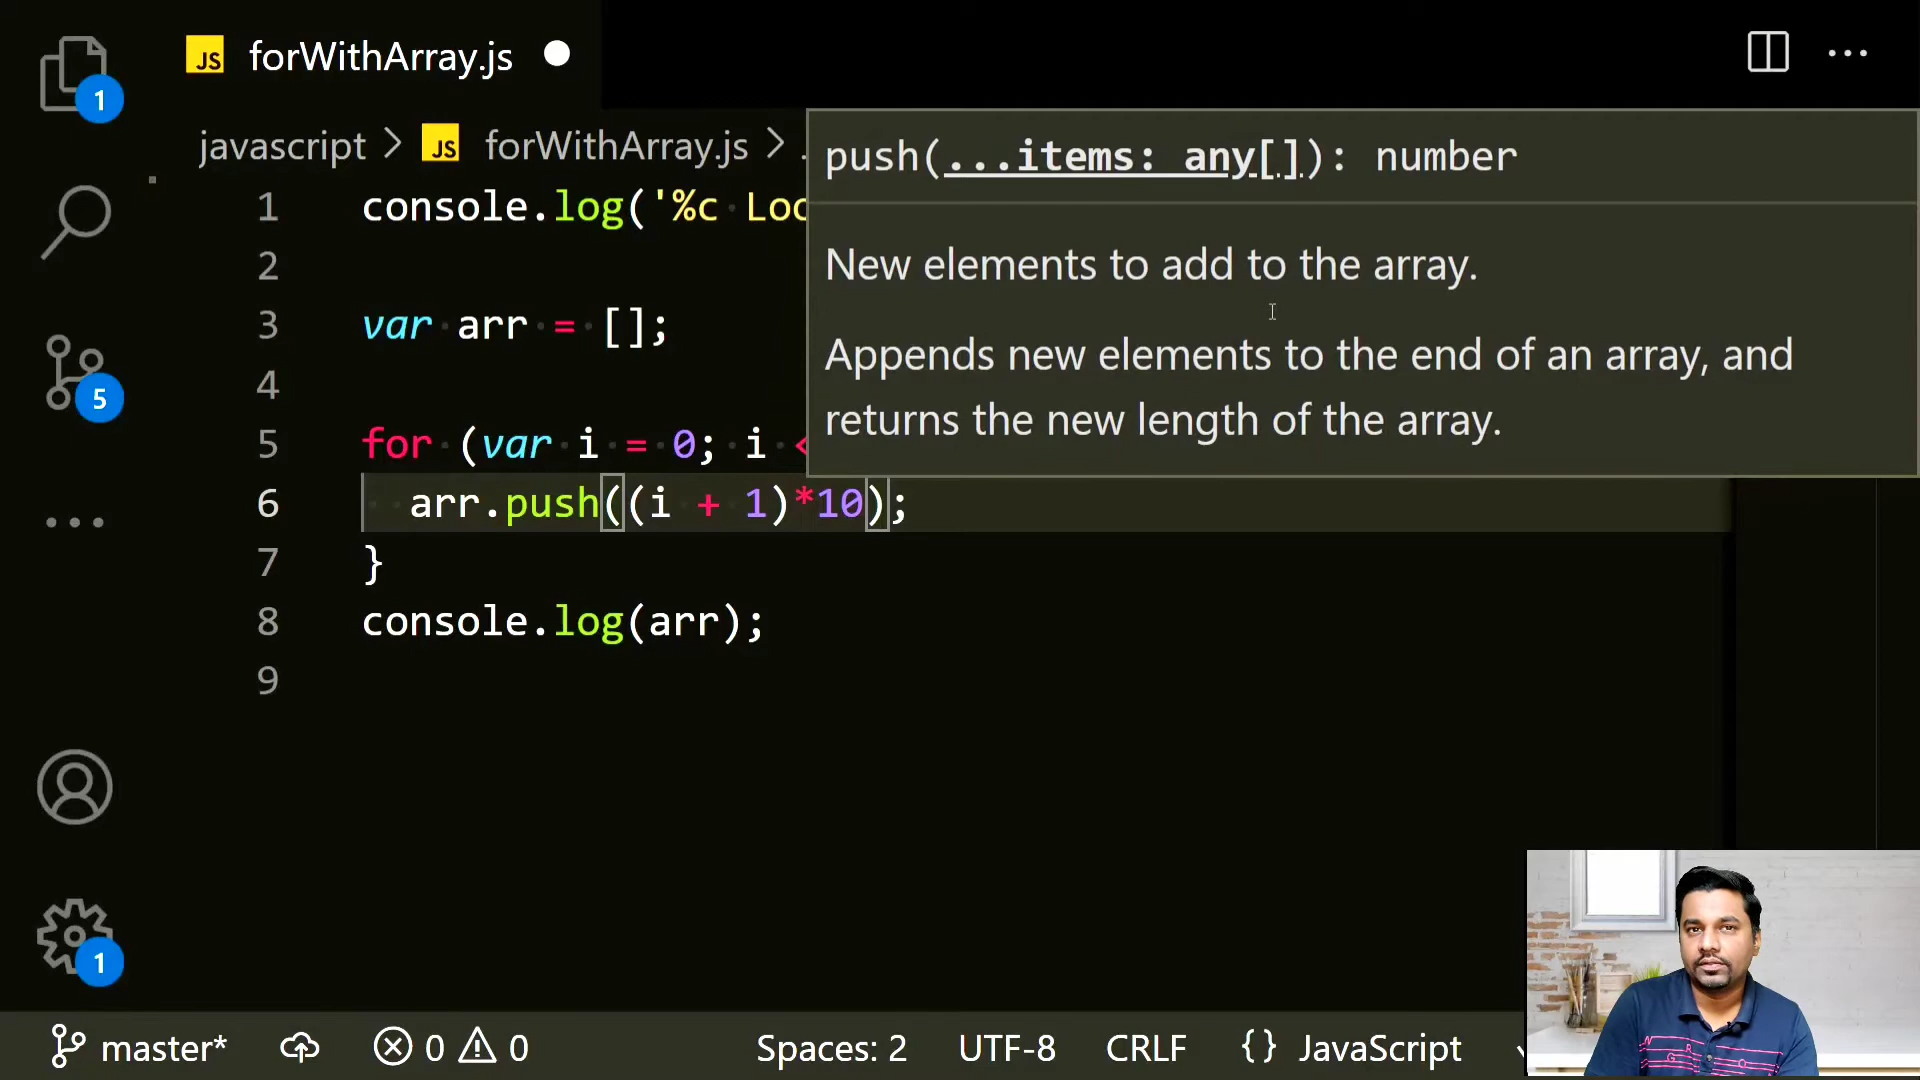 JS forWithArray.js
1
javascript > JS forWithArray.js > .
push(...items: any[]): number
New elements to add to the array.
Appends new elements to the end of an array, and
returns the new length of the array.
1 console.log('%c Loo
2
3 var arr = [];
4
5 for (var i = 0; i <
6 arr.push((i + 1)*10);
7 }
8 console.log(arr);
9
5
1
master* 0 0 Spaces: 2 UTF-8 CRLF {} JavaScript